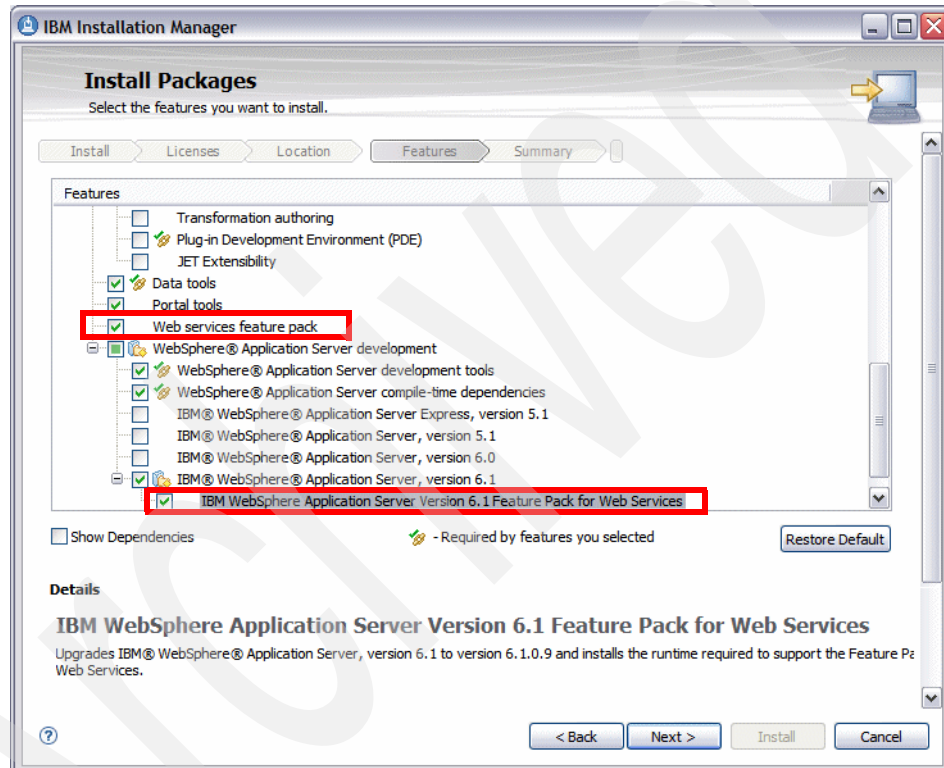 IBM Installation Manager
Install Packages
Select the features you want to install.
Install Licenses Location Features Summary
Features
Transformation authoring
Plug-in Development Environment (PDE)
JET Extensibility
Data tools
Portal tools
Web services feature pack
WebSphere® Application Server development
WebSphere® Application Server development tools
WebSphere® Application Server compile-time dependencies
IBM® WebSphere® Application Server Express, version 5.1
IBM® WebSphere® Application Server, version 5.1
IBM® WebSphere® Application Server, version 6.0
IBM® WebSphere® Application Server, version 6.1
IBM WebSphere Application Server Version 6.1 Feature Pack for Web Services
Show Dependencies - Required by features you selected Restore Default
Details
IBM WebSphere Application Server Version 6.1 Feature Pack for Web Services
Upgrades IBM® WebSphere® Application Server, version 6.1 to version 6.1.0.9 and installs the runtime required to support the Feature Pa
Web Services.
? < Back Next > Install Cancel